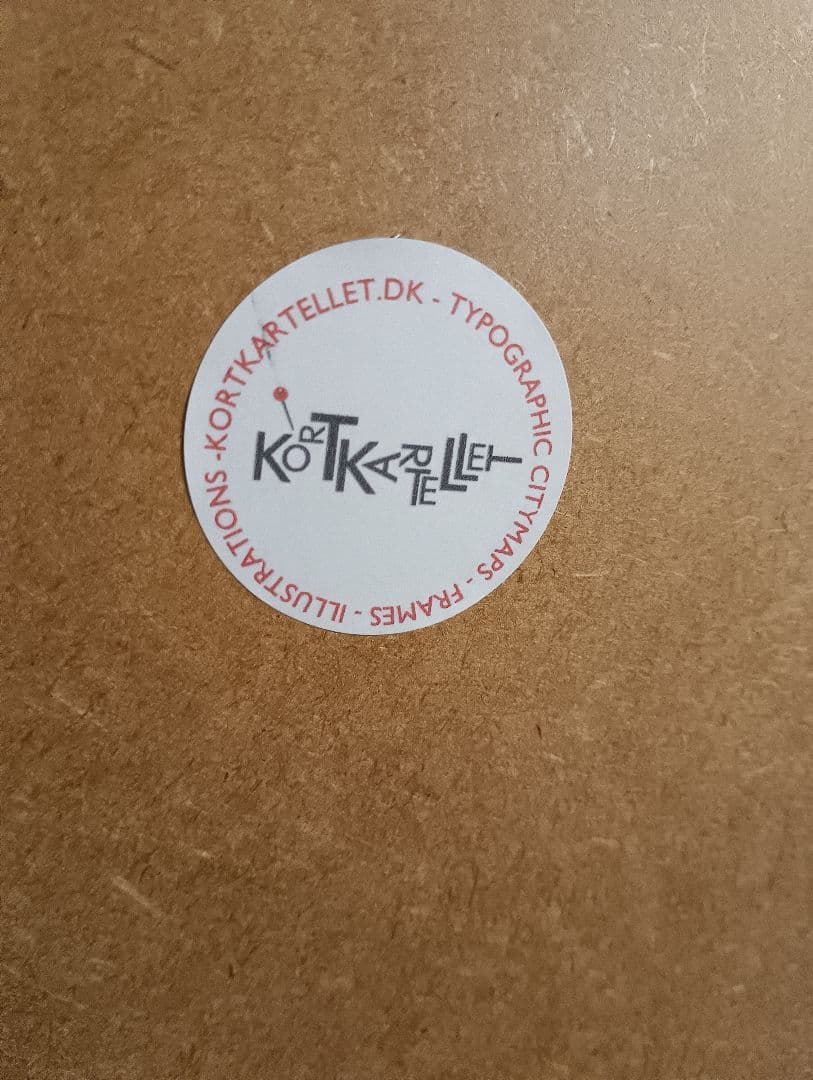 KORTKARTELLET.DK - TYPOGRAPHIC CITYMAPS - FRAMES - ILLUSTRATIONS -
KORTKARTELLET